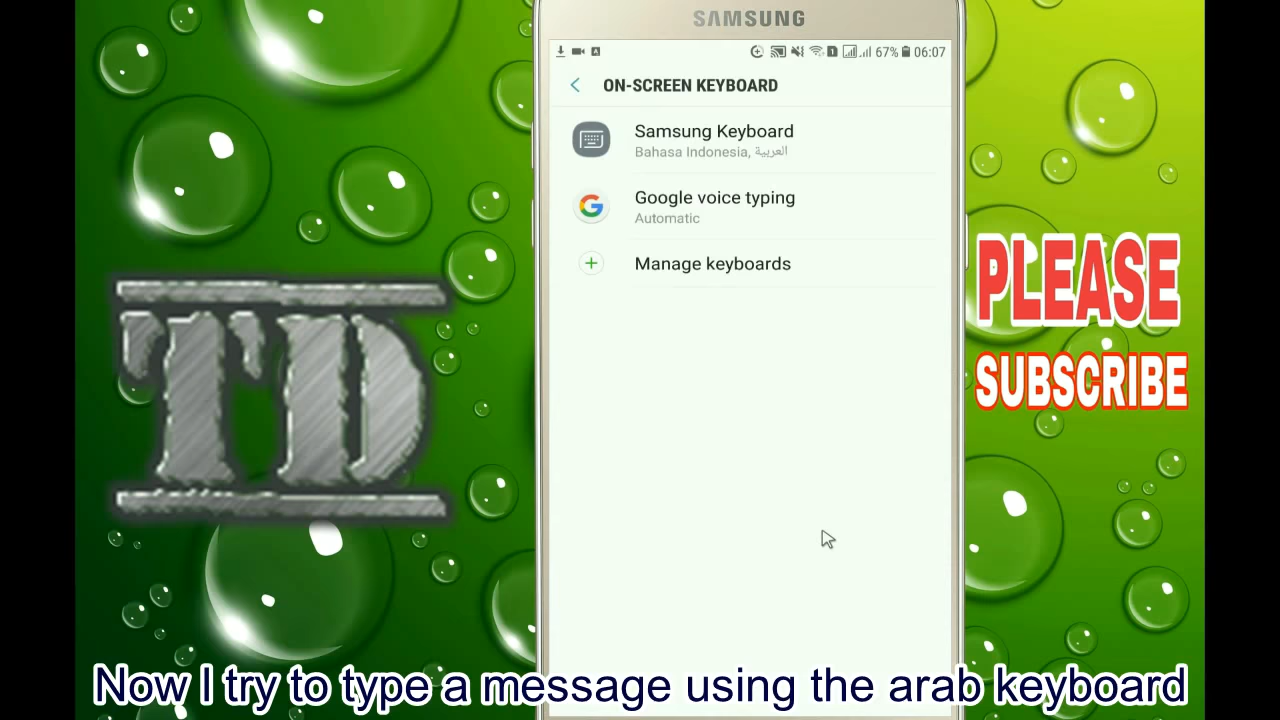 SAMSUNG
67% 06:07
ON-SCREEN KEYBOARD
Samsung Keyboard
Bahasa Indonesia, العربية
Google voice typing
Automatic
Manage keyboards
TD
PLEASE
SUBSCRIBE
Now I try to type a message using the arab keyboard